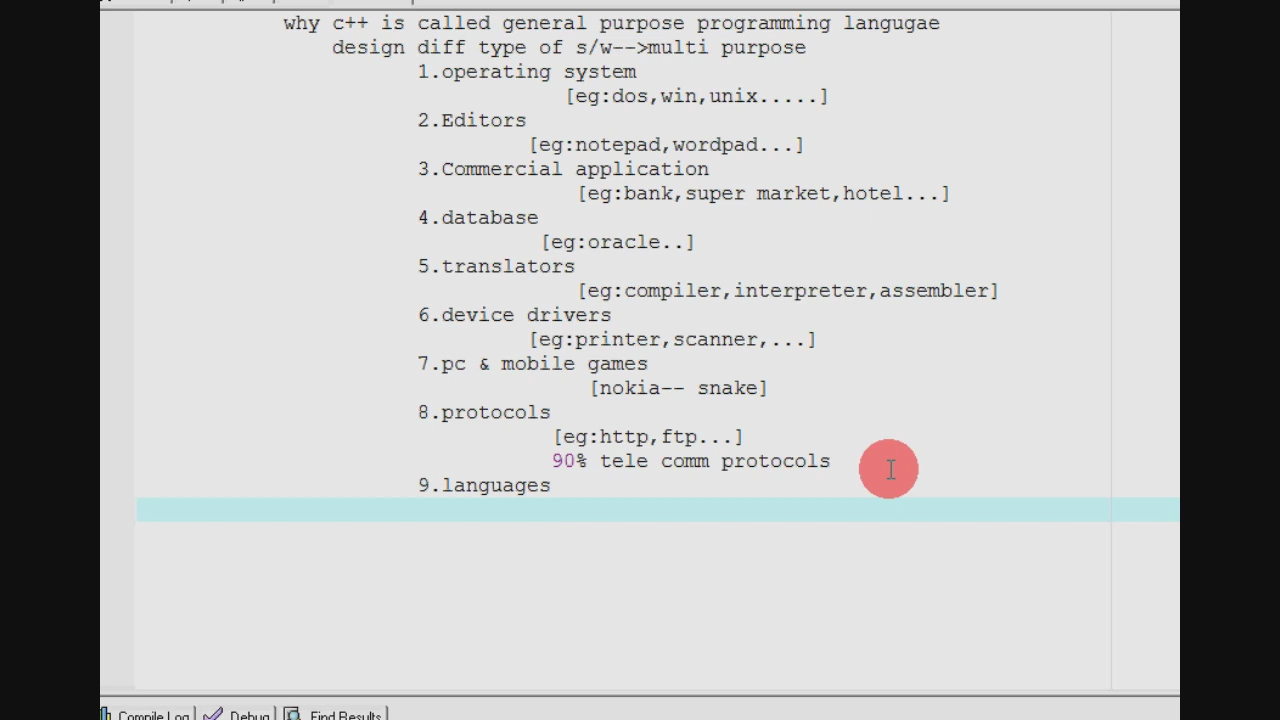 why c++ is called general purpose programming langugae
design diff type of s/w-->multi purpose
1.operating system
[eg:dos,win,unix.....]
2.Editors
[eg:notepad,wordpad...]
3.Commercial application
[eg:bank,super market,hotel...]
4.database
[eg:oracle..]
5.translators
[eg:compiler,interpreter,assembler]
6.device drivers
[eg:printer,scanner,...]
7.pc & mobile games
[nokia-- snake]
8.protocols
[eg:http,ftp...]
90% tele comm protocols
9.languages
Compile Log Debug Find Results